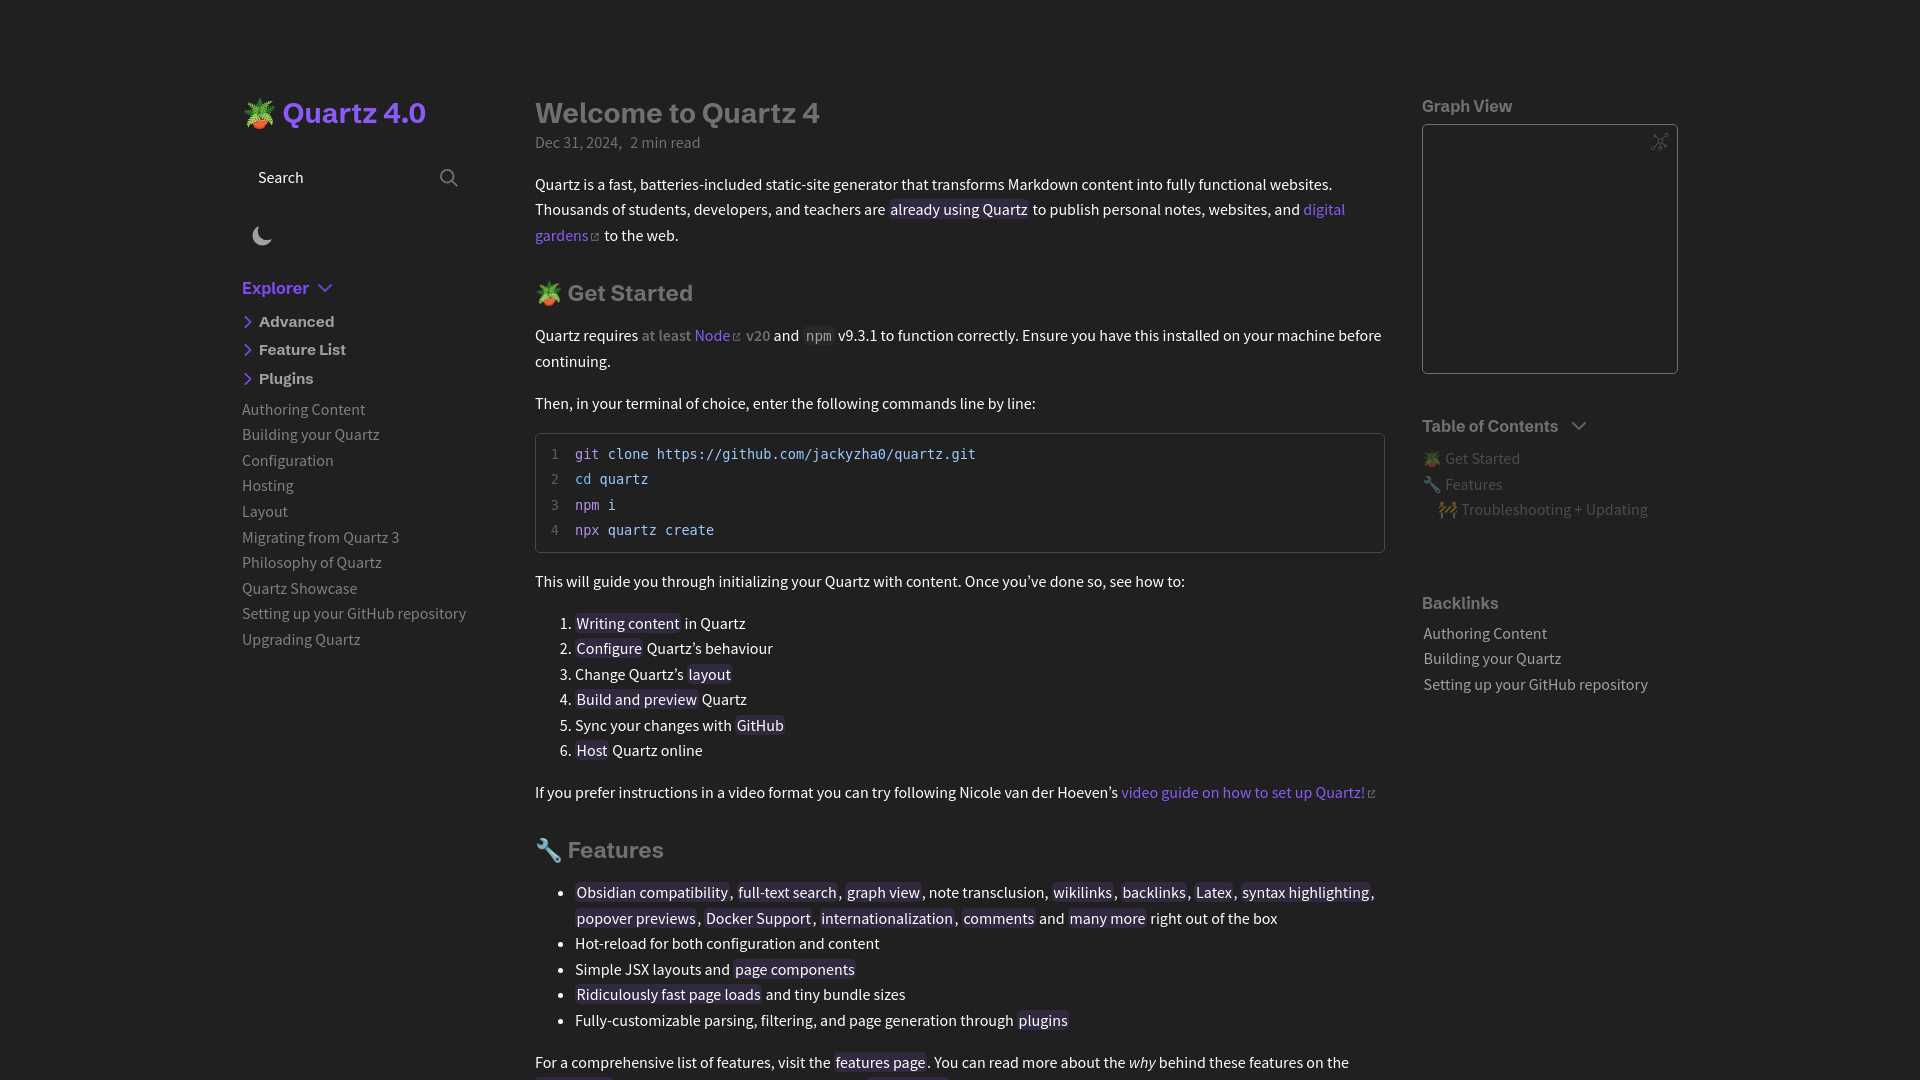 🪴 Quartz 4.0
Search
Explorer
Advanced
Feature List
Plugins
Authoring Content
Building your Quartz
Configuration
Hosting
Layout
Migrating from Quartz 3
Philosophy of Quartz
Quartz Showcase
Setting up your GitHub repository
Upgrading Quartz
Welcome to Quartz 4
Dec 31, 2024, 2 min read
Quartz is a fast, batteries-included static-site generator that transforms Markdown content into fully functional websites.
Thousands of students, developers, and teachers are already using Quartz to publish personal notes, websites, and digital
gardens to the web.
🪴 Get Started
Quartz requires at least Node v20 and npm v9.3.1 to function correctly. Ensure you have this installed on your machine before
continuing.
Then, in your terminal of choice, enter the following commands line by line:
1 git clone https://github.com/jackyzha0/quartz.git
2 cd quartz
3 npm i
4 npx quartz create
This will guide you through initializing your Quartz with content. Once you’ve done so, see how to:
1. Writing content in Quartz
2. Configure Quartz’s behaviour
3. Change Quartz’s layout
4. Build and preview Quartz
5. Sync your changes with GitHub
6. Host Quartz online
If you prefer instructions in a video format you can try following Nicole van der Hoeven’s video guide on how to set up Quartz!
🔧 Features
• Obsidian compatibility, full-text search, graph view, note transclusion, wikilinks, backlinks, Latex, syntax highlighting,
popover previews, Docker Support, internationalization, comments and many more right out of the box
• Hot-reload for both configuration and content
• Simple JSX layouts and page components
• Ridiculously fast page loads and tiny bundle sizes
• Fully-customizable parsing, filtering, and page generation through plugins
For a comprehensive list of features, visit the features page. You can read more about the why behind these features on the
Graph View
Table of Contents
🪴 Get Started
🔧 Features
🚧 Troubleshooting + Updating
Backlinks
Authoring Content
Building your Quartz
Setting up your GitHub repository